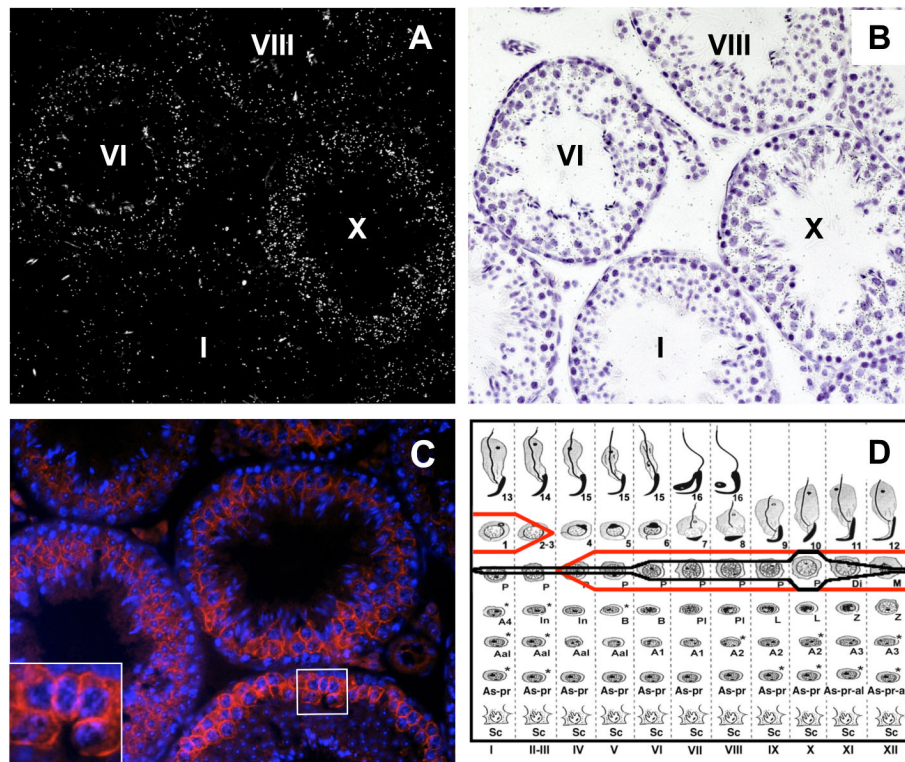 VIII A
VI
X
I
VIII B
VI
X
I
C
D
13 14 15 15 15 16 16
1 2-3 4 5 6 7 8 9 10 11 12
P P P P P P P P P Di M
A4* In* In B* B Pl Pl L L Z Z
Aal* Aal* Aal Aal A1 A1 A2* A2 A2* A3* A3*
As-pr* As-pr* As-pr As-pr As-pr As-pr As-pr* As-pr As-pr* As-pr-al* As-pr-a*
Sc Sc Sc Sc Sc Sc Sc Sc Sc Sc Sc
I II-III IV V VI VII VIII IX X XI XII